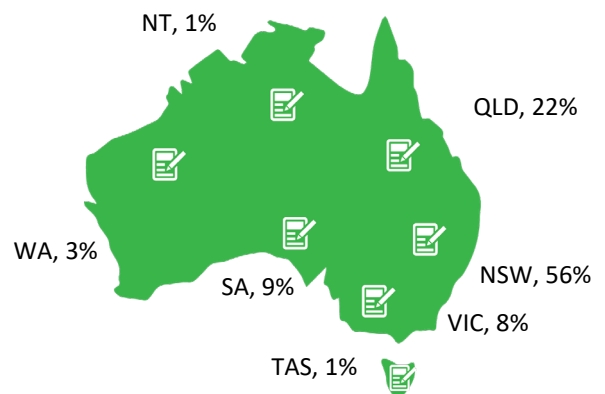 NT, 1%
QLD, 22%
WA, 3%
SA, 9%
NSW, 56%
VIC, 8%
TAS, 1%